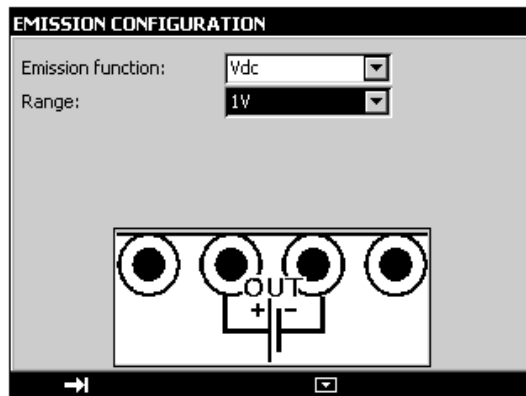 EMISSION CONFIGURATION
Emission function: Vdc
Range: 1V
OUT
+ −